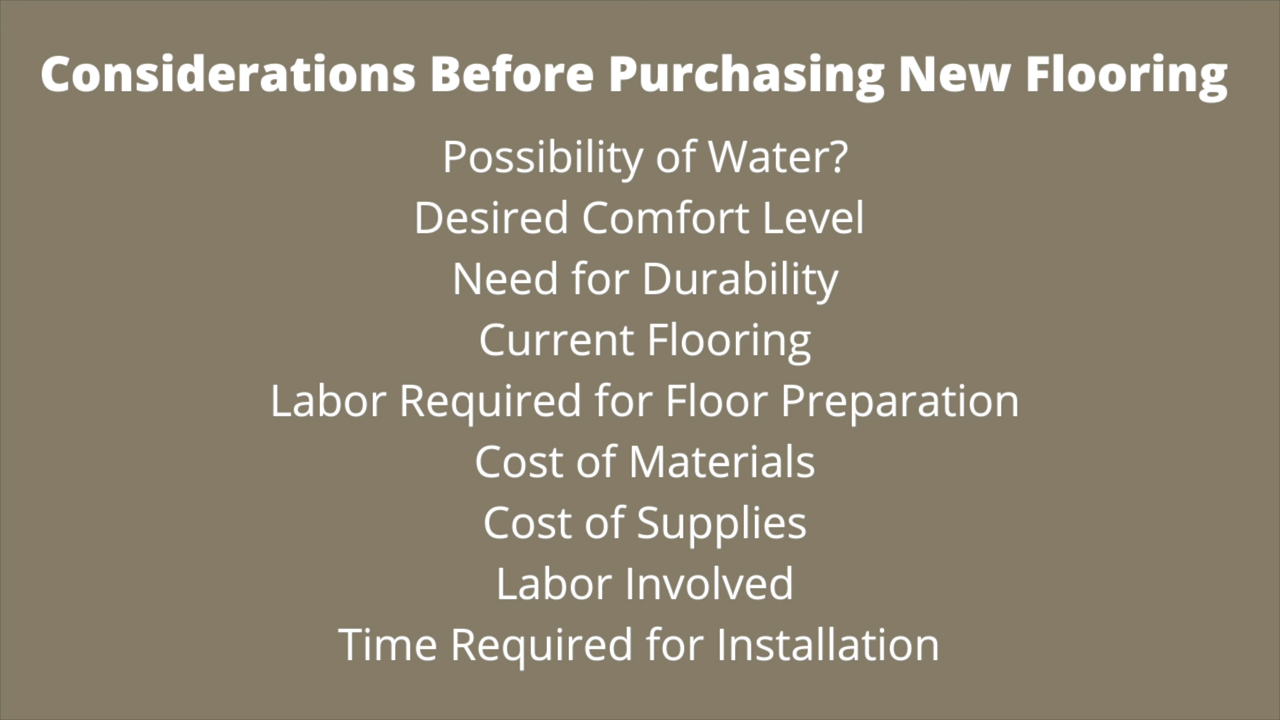 Considerations Before Purchasing New Flooring
Possibility of Water?
Desired Comfort Level
Need for Durability
Current Flooring
Labor Required for Floor Preparation
Cost of Materials
Cost of Supplies
Labor Involved
Time Required for Installation